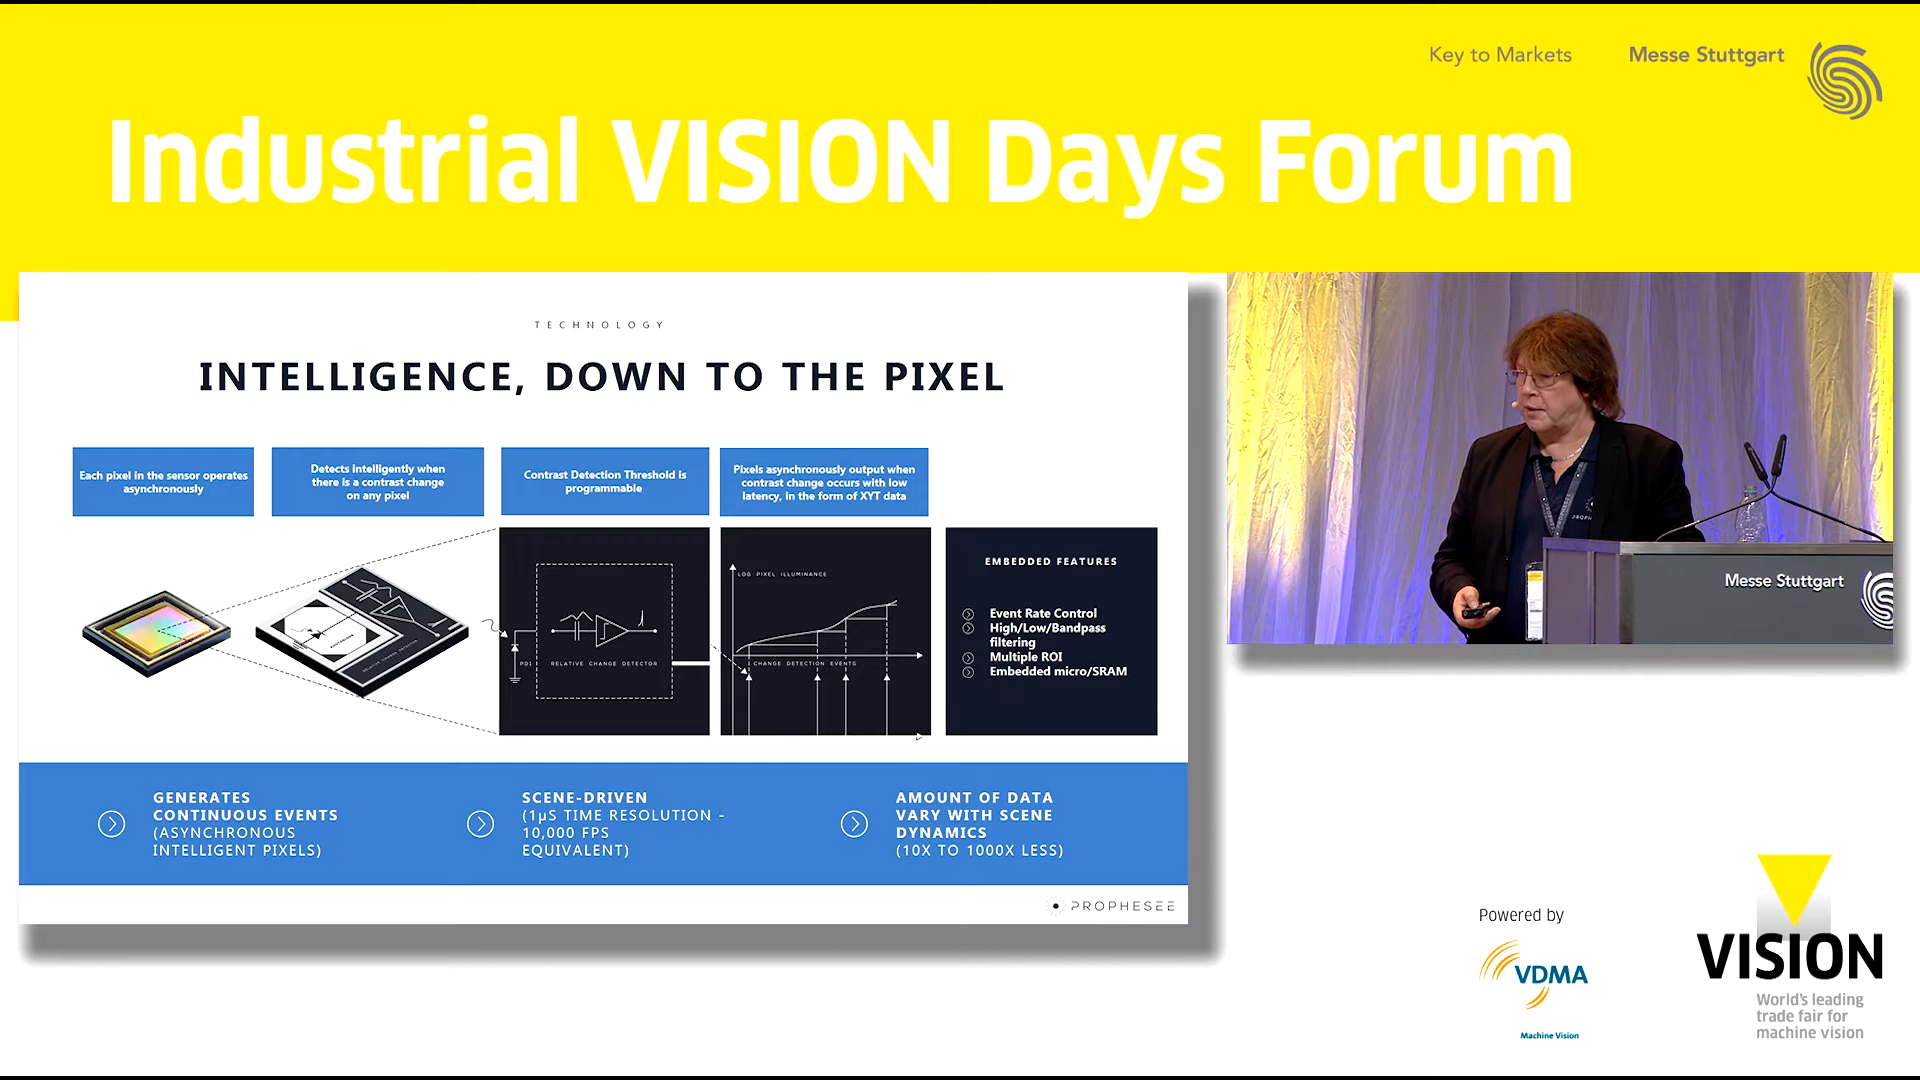 Key to Markets
Messe Stuttgart
Industrial VISION Days Forum
TECHNOLOGY
INTELLIGENCE, DOWN TO THE PIXEL
Each pixel in the sensor operates
asynchronously
Detects intelligently when
there is a contrast change
on any pixel
Contrast Detection Threshold is
programmable
Pixels asynchronously output when
contrast change occurs with low
latency, in the form of XYT data
RELATIVE CHANGE DETECTOR
PD1
RELATIVE CHANGE DETECTOR
LOG PIXEL ILLUMINANCE
CHANGE DETECTION EVENTS
EMBEDDED FEATURES
Event Rate Control
High/Low/Bandpass
filtering
Multiple ROI
Embedded micro/SRAM
GENERATES
CONTINUOUS EVENTS
(ASYNCHRONOUS
INTELLIGENT PIXELS)
SCENE-DRIVEN
(1µS TIME RESOLUTION -
10,000 FPS
EQUIVALENT)
AMOUNT OF DATA
VARY WITH SCENE
DYNAMICS
(10X TO 1000X LESS)
PROPHESEE
Messe Stuttgart
Powered by
VDMA
Machine Vision
VISION
World's leading
trade fair for
machine vision